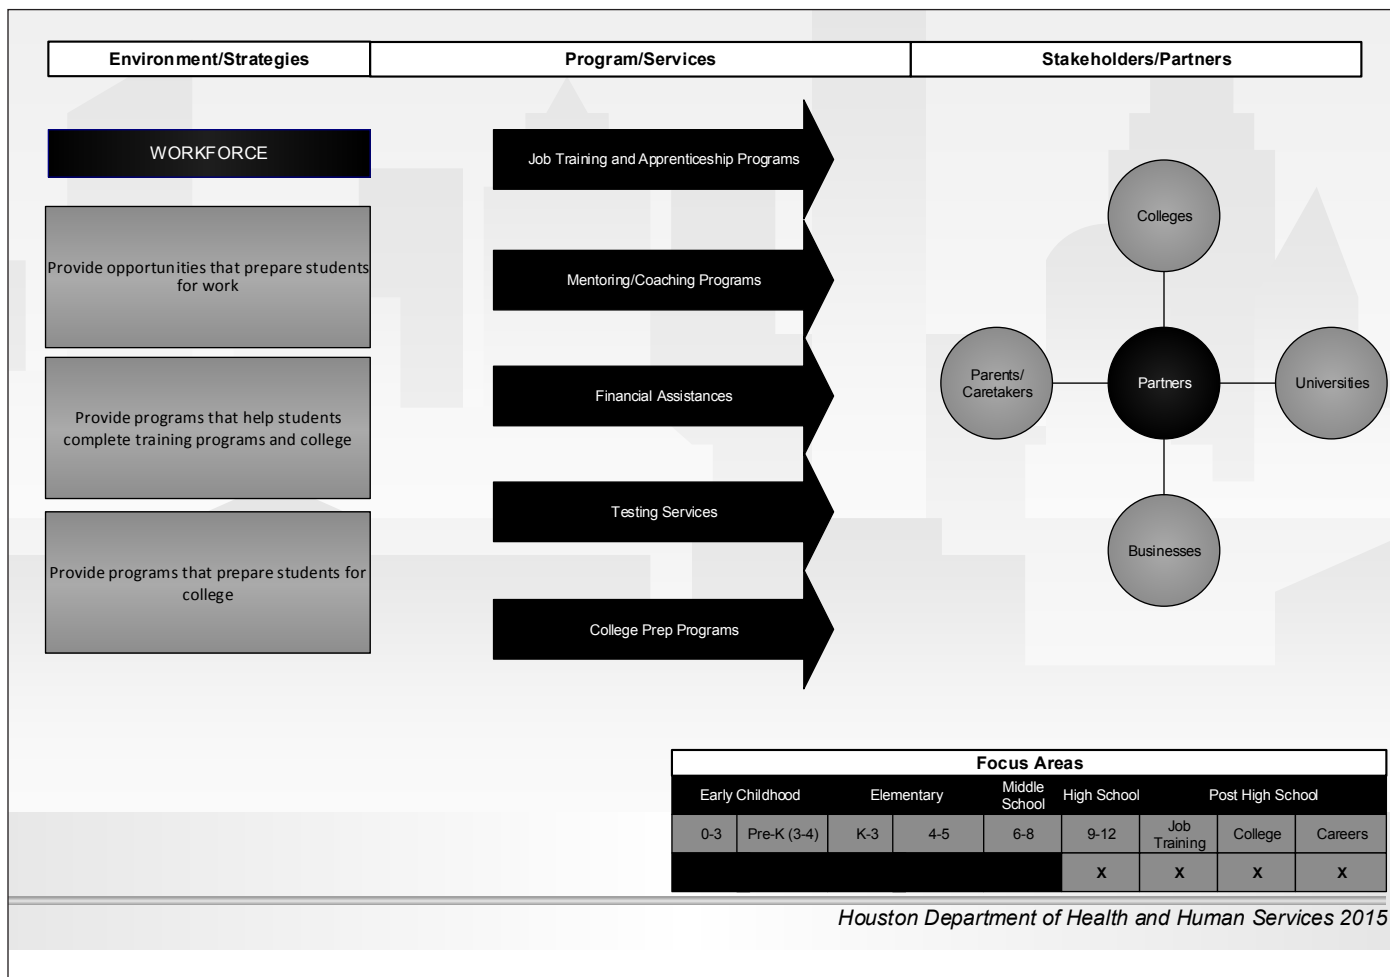 Environment/Strategies
Program/Services
Stakeholders/Partners
WORKFORCE
Provide opportunities that prepare students
for work
Provide programs that help students
complete training programs and college
Provide programs that prepare students for
college
Job Training and Apprenticeship Programs
Mentoring/Coaching Programs
Financial Assistances
Testing Services
College Prep Programs
Colleges
Parents/
Caretakers
Partners
Universities
Businesses
Focus Areas
Early Childhood
Elementary
Middle
School
High School
Post High School
0-3
Pre-K (3-4)
K-3
4-5
6-8
9-12
Job
Training
College
Careers
X
X
X
X
Houston Department of Health and Human Services 2015